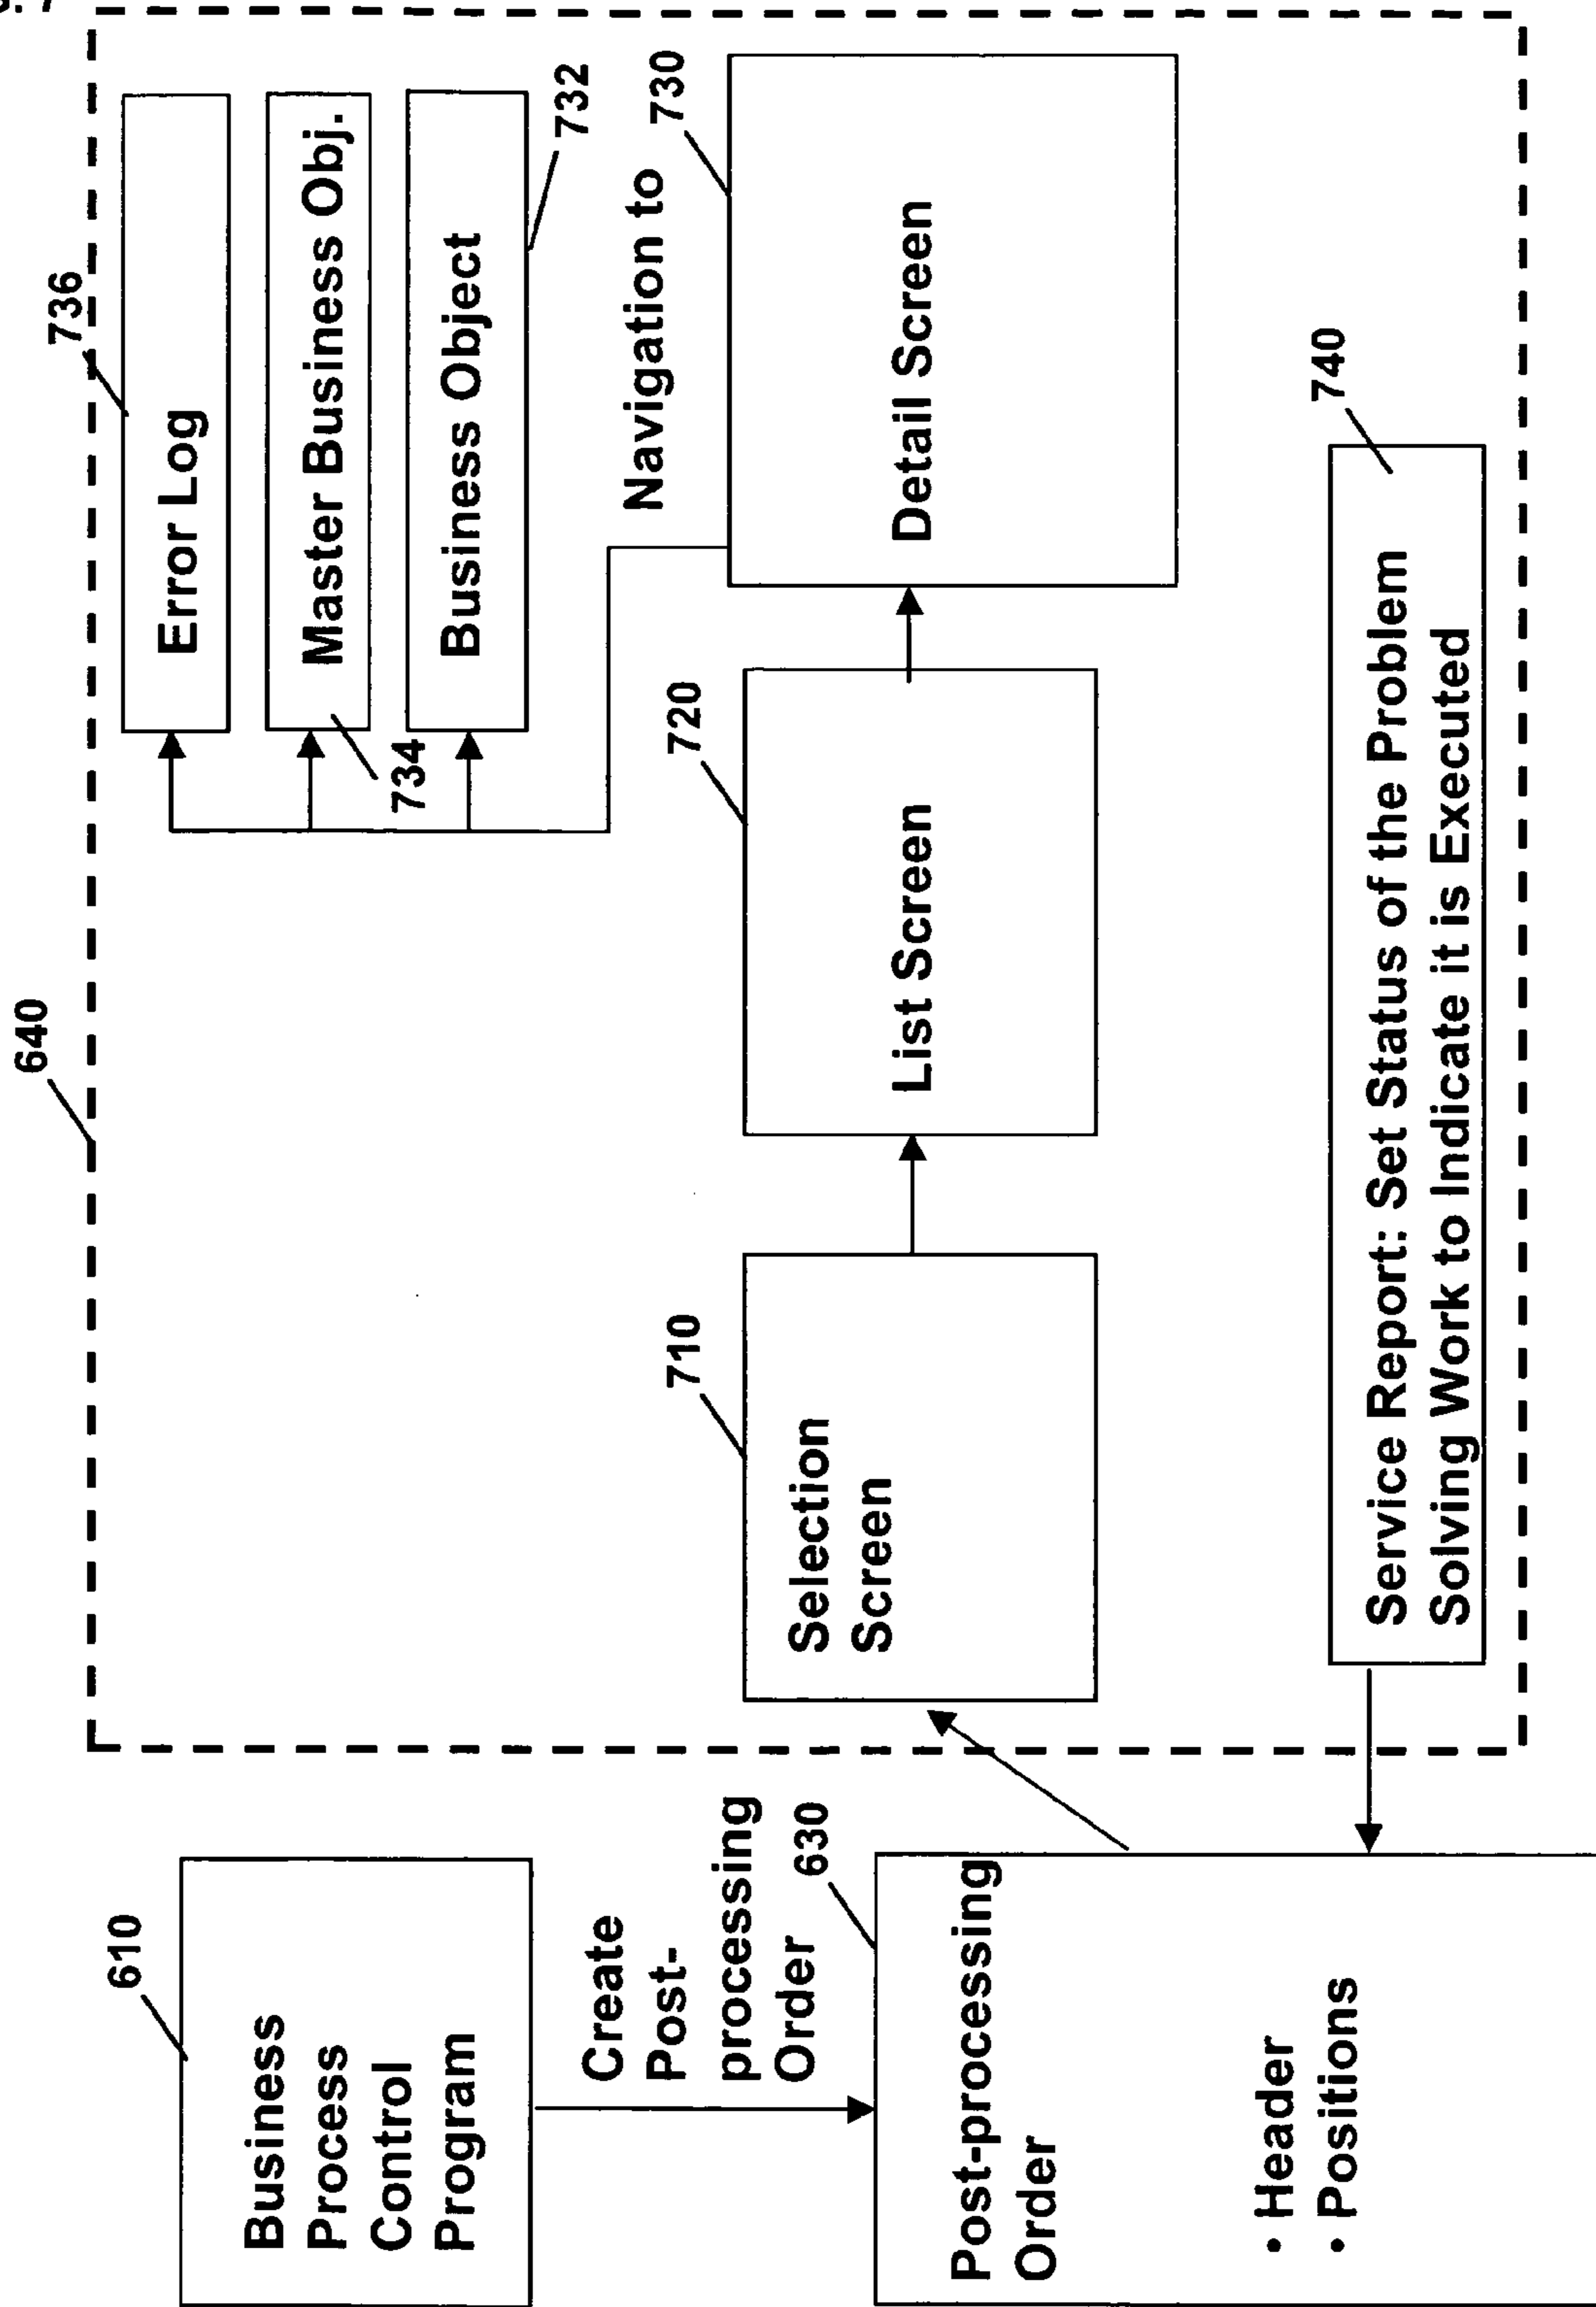 7
610
Business
Process
Control
Program
Create
Post-
processing
Order
630
Post-processing
Order
• Header
• Positions
640
736
Error Log
Master Business Obj.
734
Business Object
732
Navigation to
710
Selection
Screen
720
List Screen
730
Detail Screen
740
Service Report: Set Status of the Problem
Solving Work to Indicate it is Executed